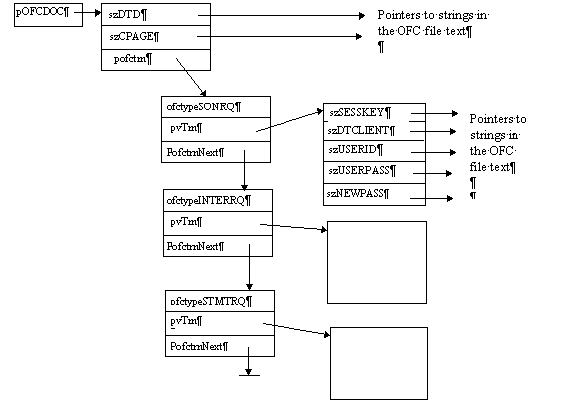 pOFCDOC¶
szDTD¶
szCPAGE¶
pofctrn¶
Pointers·to·strings·in·
the·OFC·file·text¶
¶
ofctypeSONRQ¶
pvTrn¶
PofctrnNext¶
szSESSKEY¶
szDTCLIENT¶
szUSERID¶
szUSERPASS¶
szNEWPASS¶
Pointers·to
strings·in·
the·OFC·
file·text¶
¶
¶
ofctypeINTERRQ¶
pvTrn¶
PofctrnNext¶
ofctypeSTMTRQ¶
pvTrn¶
PofctrnNext¶